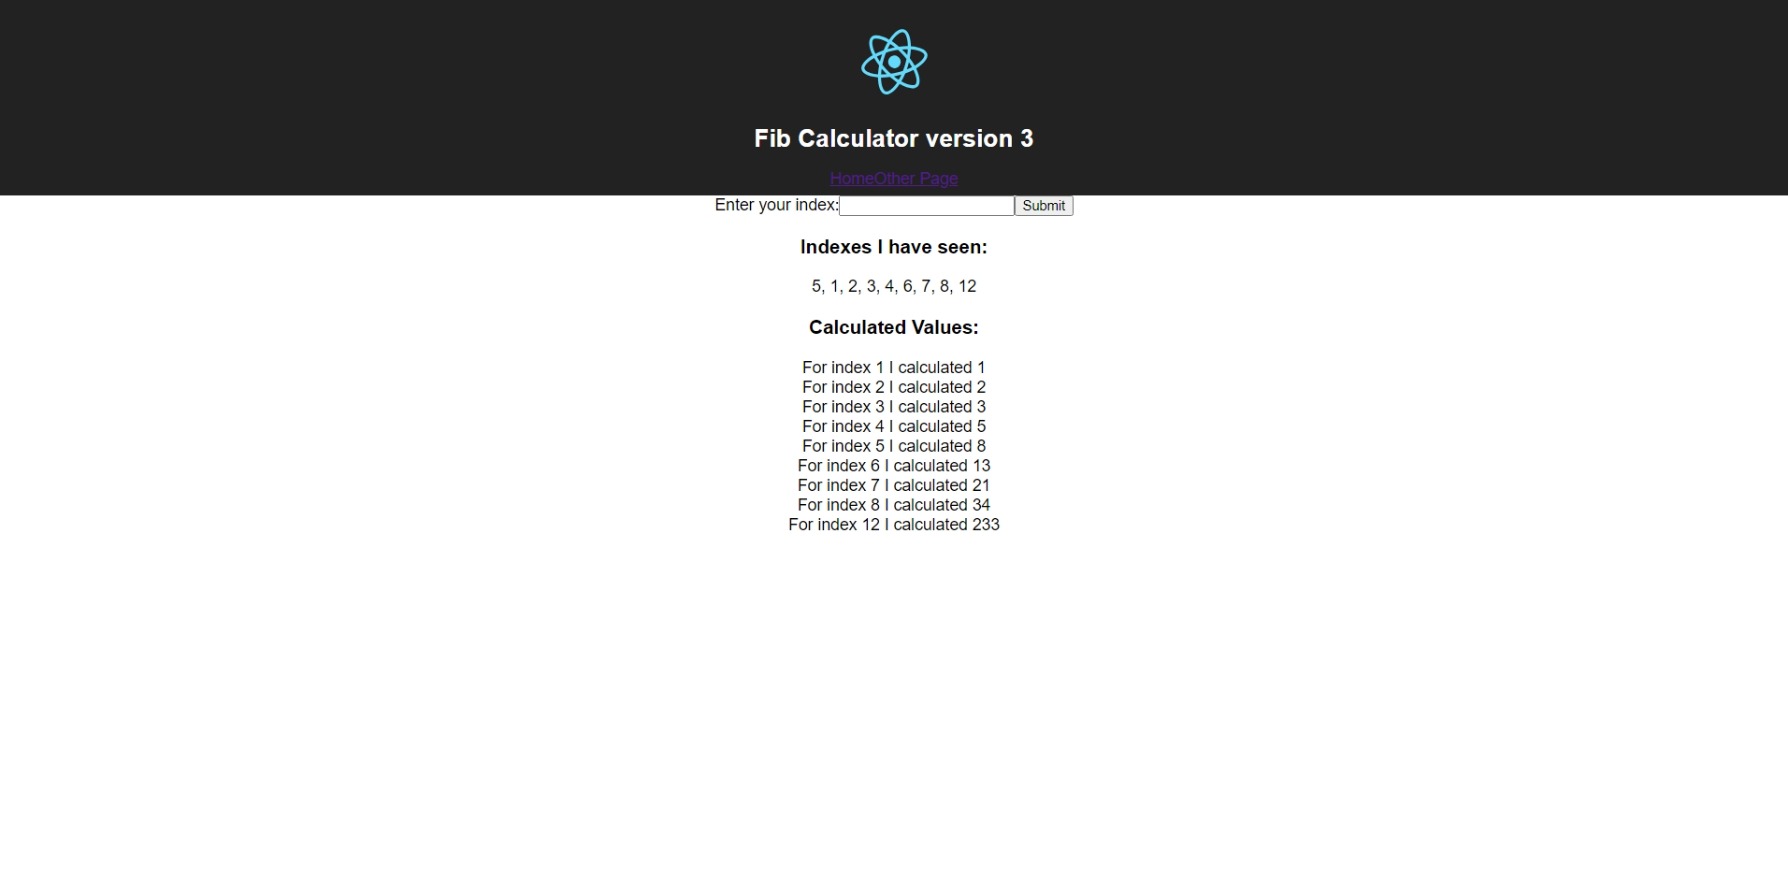 Fib Calculator version 3
HomeOther Page
Enter your index: Submit
Indexes I have seen:
5, 1, 2, 3, 4, 6, 7, 8, 12
Calculated Values:
For index 1 I calculated 1
For index 2 I calculated 2
For index 3 I calculated 3
For index 4 I calculated 5
For index 5 I calculated 8
For index 6 I calculated 13
For index 7 I calculated 21
For index 8 I calculated 34
For index 12 I calculated 233